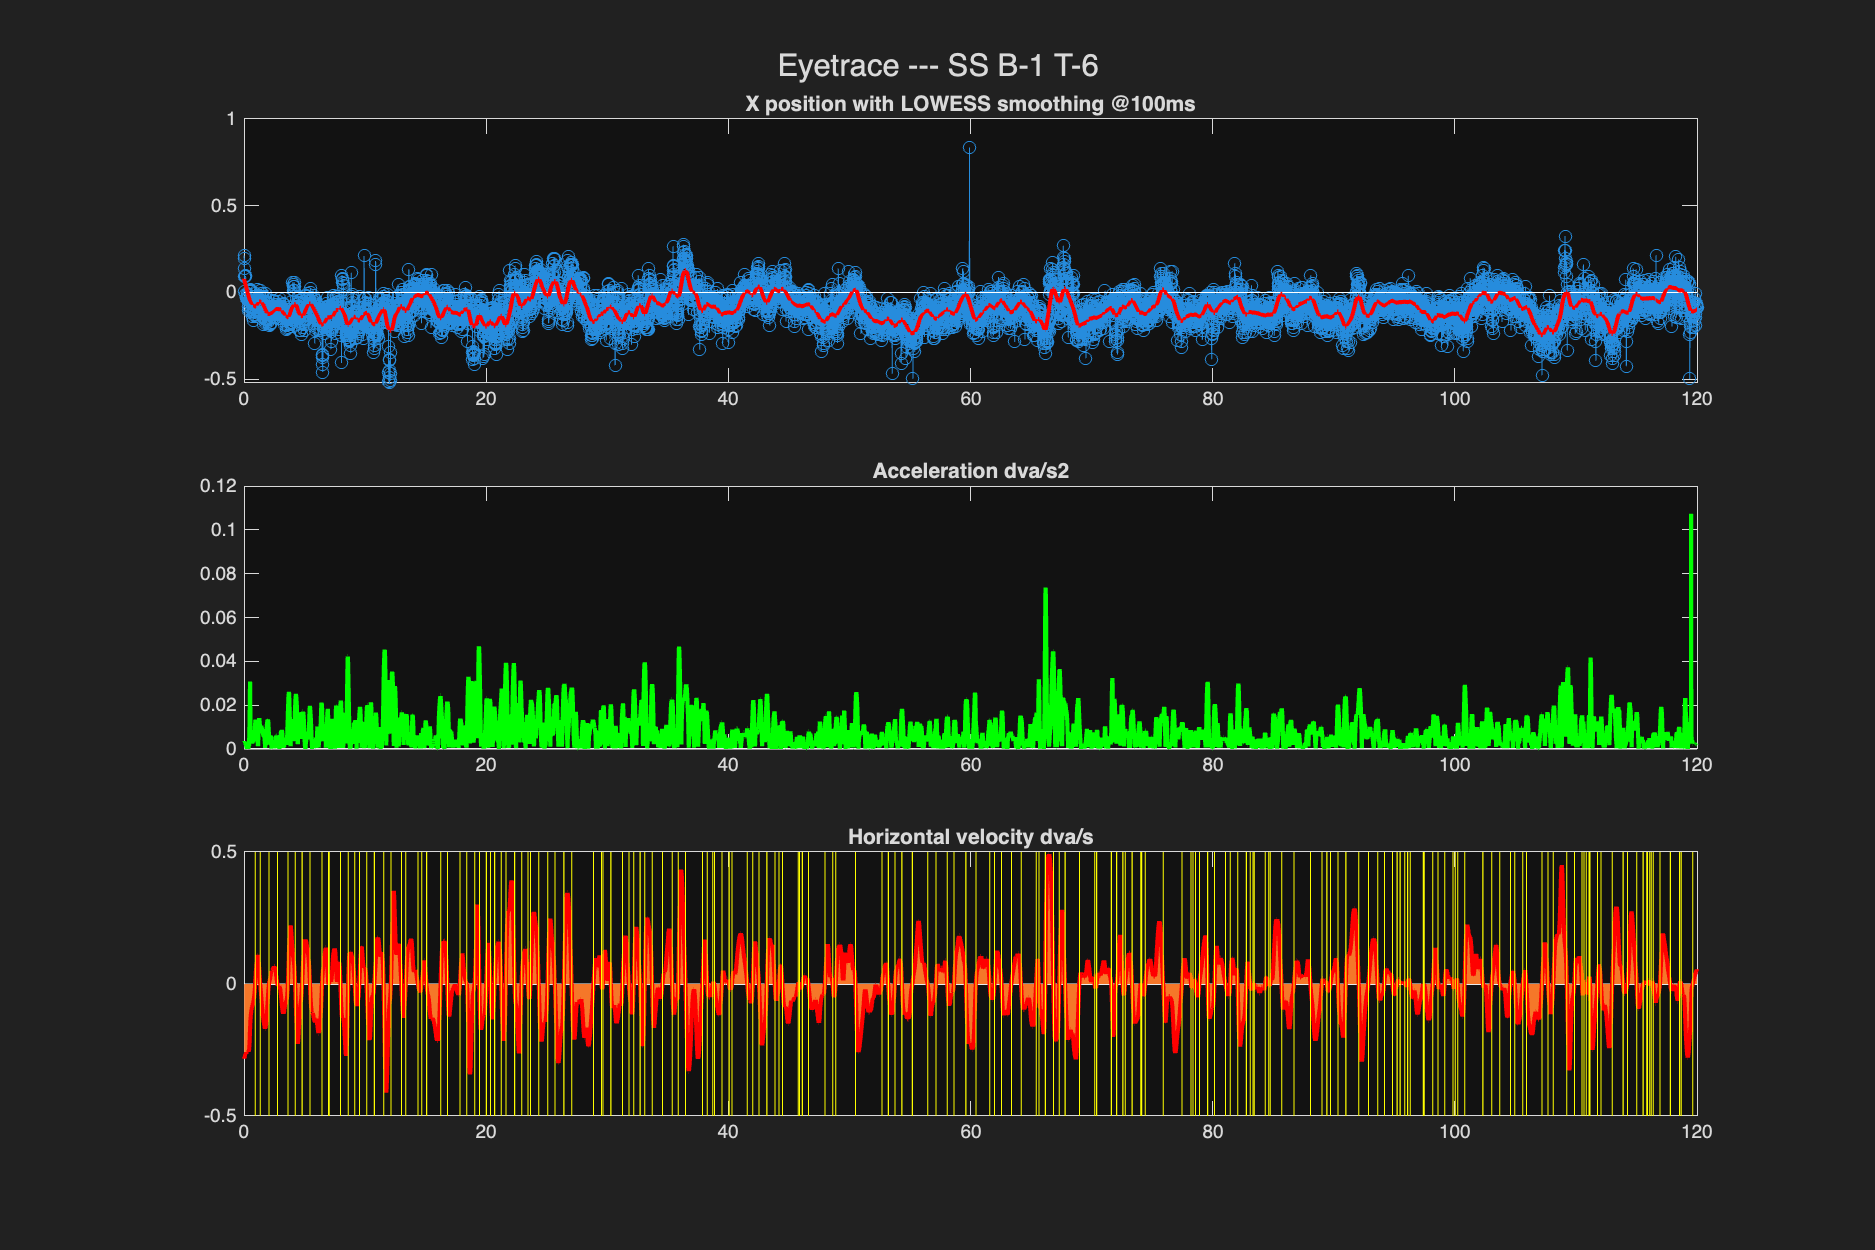 Eyetrace --- SS B-1 T-6
X position with LOWESS smoothing @100ms
1
0.5
0
-0.5
0 20 40 60 80 100 120
Acceleration dva/s2
0.12
0.1
0.08
0.06
0.04
0.02
0
0 20 40 60 80 100 120
Horizontal velocity dva/s
0.5
0
-0.5
0 20 40 60 80 100 120